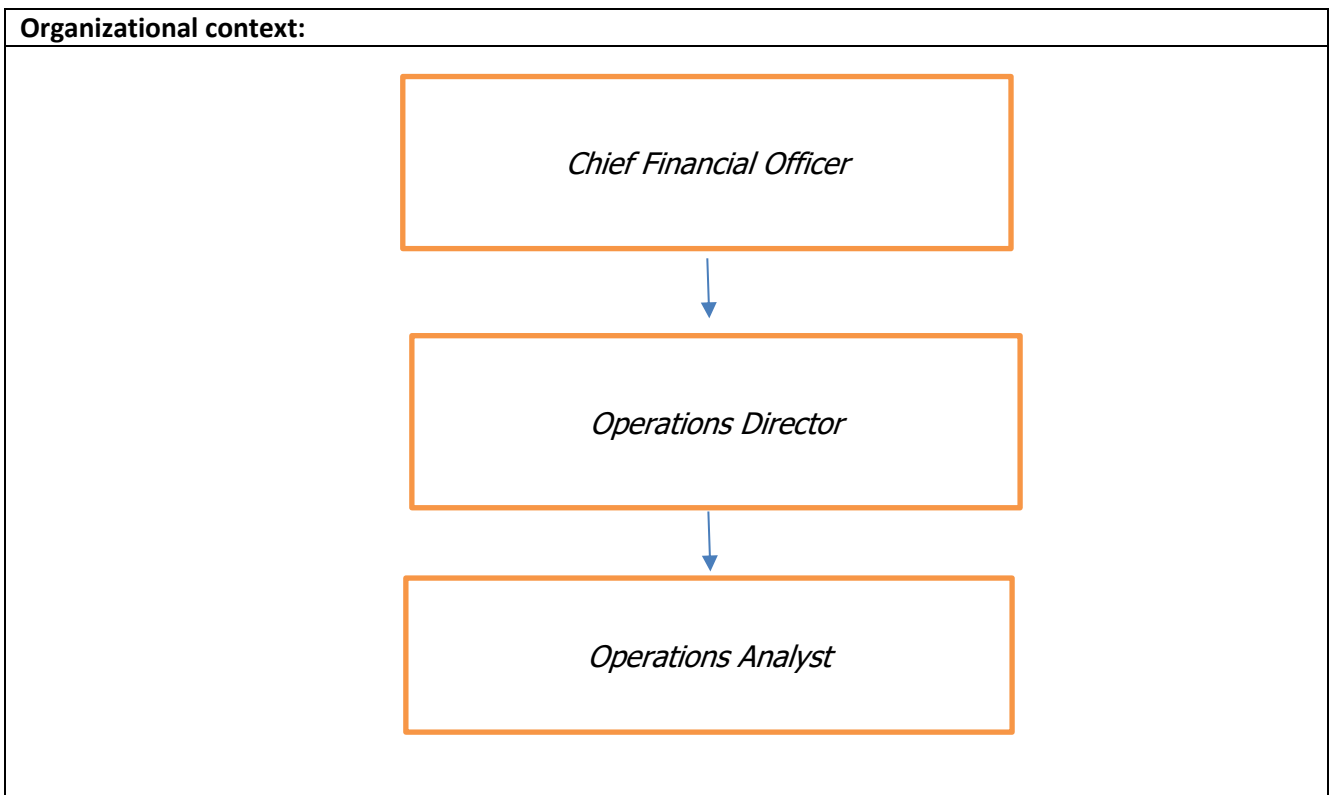 Organizational context:
Chief Financial Officer
Operations Director
Operations Analyst